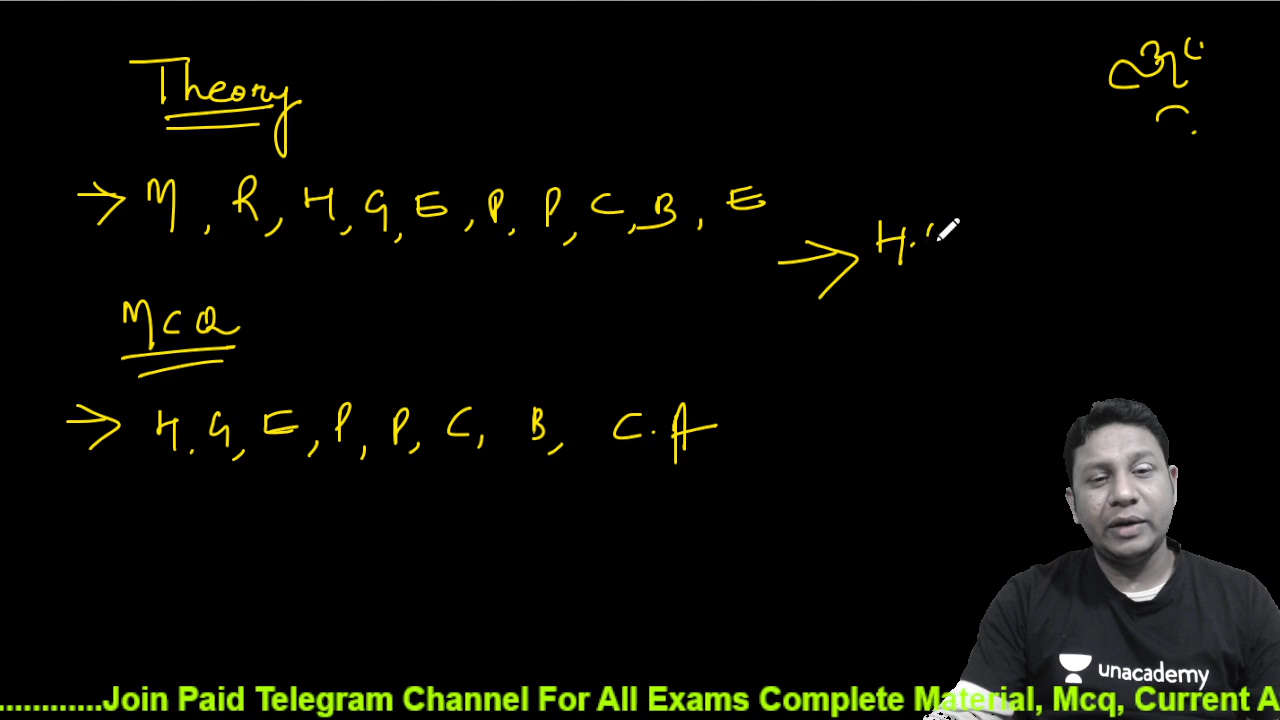 Theory
→ M, R, H, G, E, P, P, C, B, E
→ H.
MCQ
→ H, G, E, P, P, C, B, C.A
unacademy
.............Join Paid Telegram Channel For All Exams Complete Material, Mcq, Current A